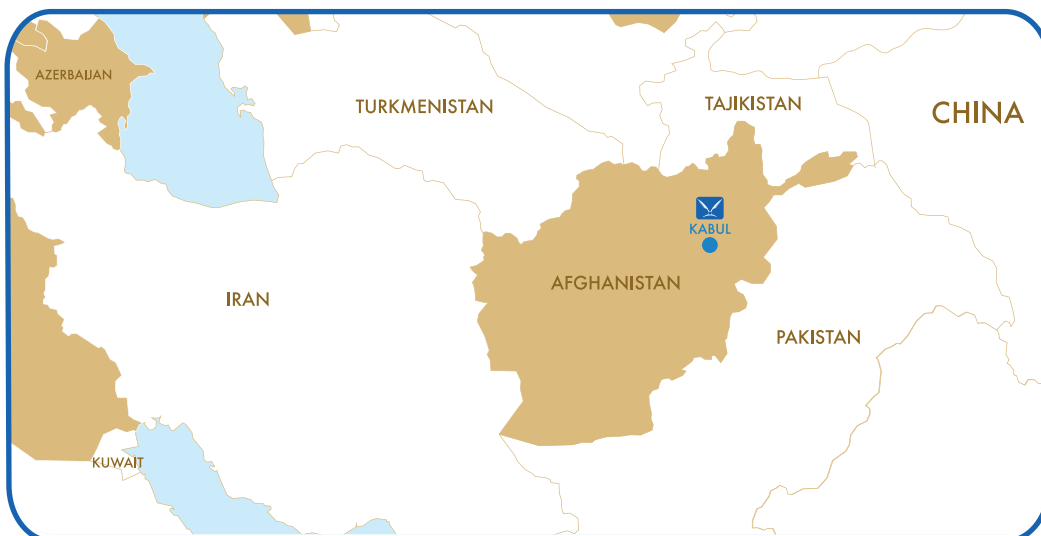 AZERBAIJAN
TURKMENISTAN
TAJIKISTAN
CHINA
KABUL
AFGHANISTAN
IRAN
PAKISTAN
KUWAIT